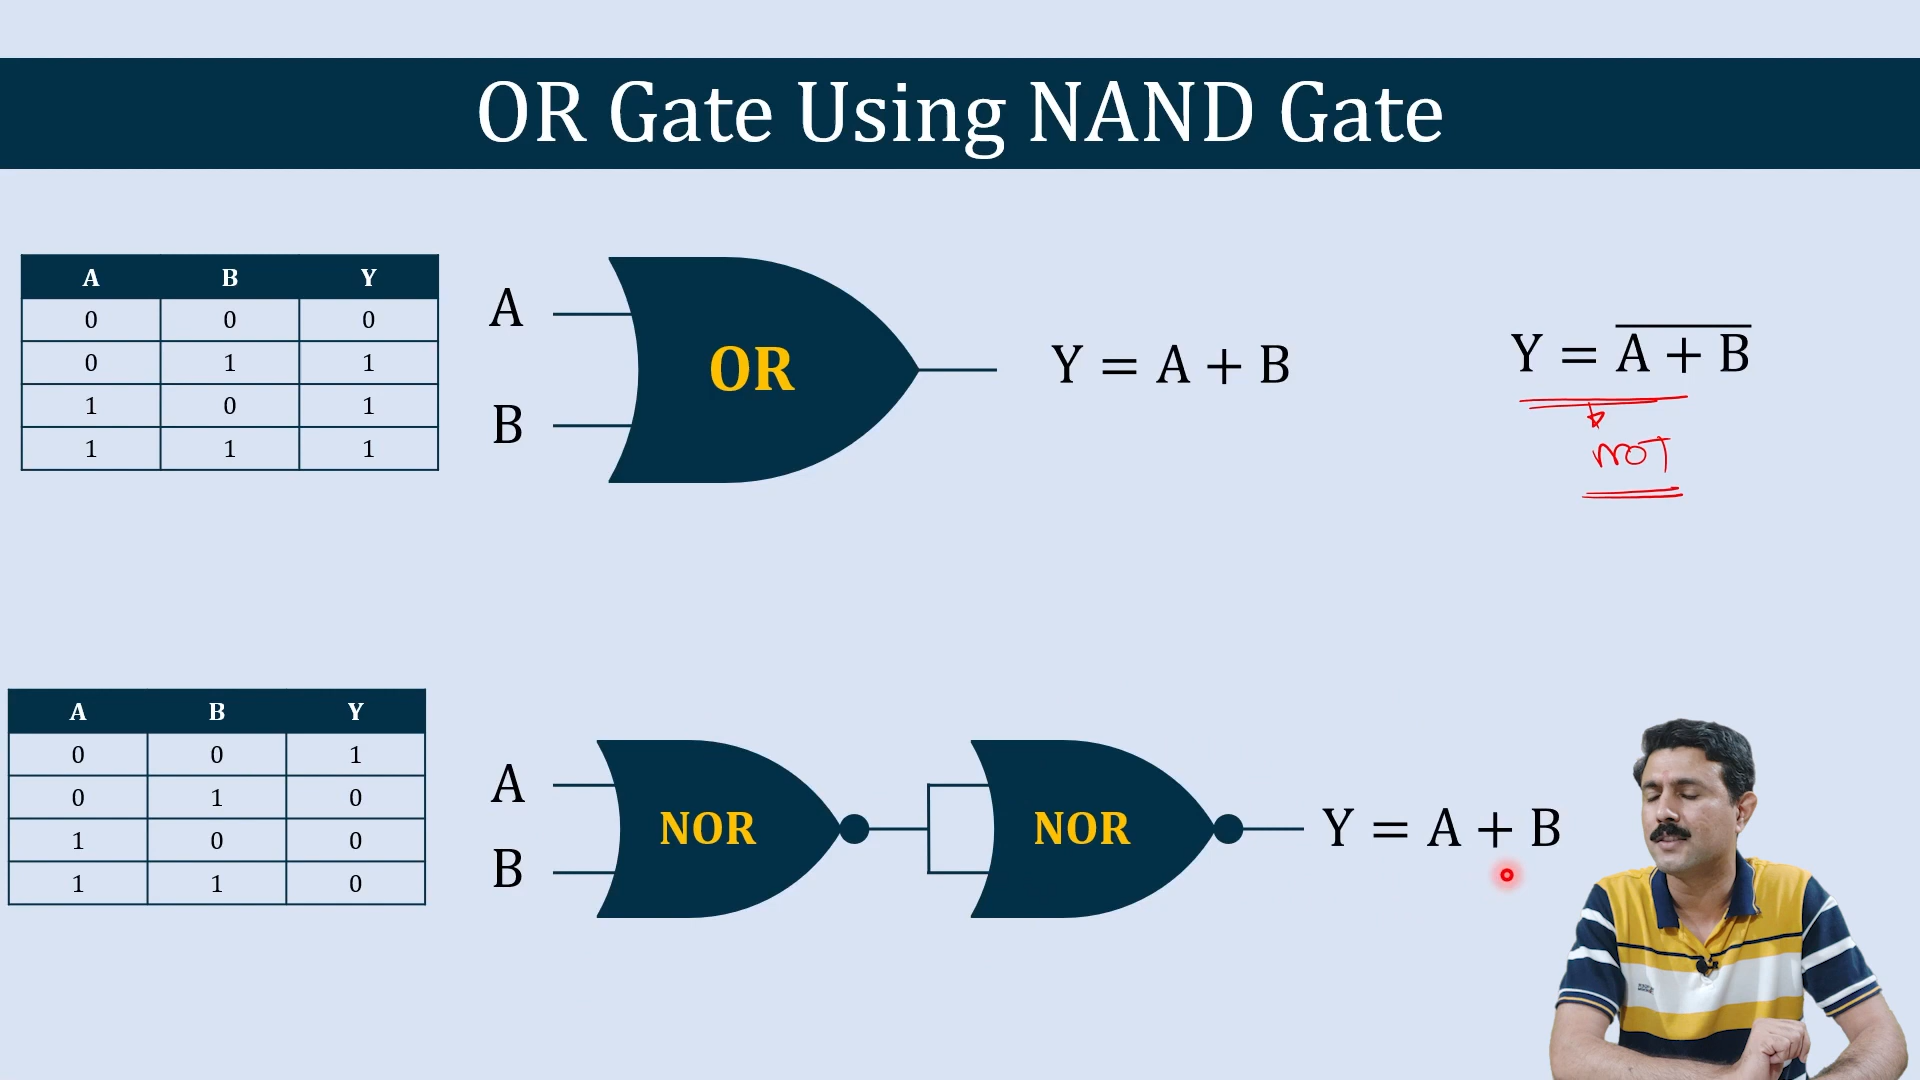 OR Gate Using NAND Gate
A B Y
0 0 0
0 1 1
1 0 1
1 1 1
A
B
OR
Y = A + B
Y = \overline{A + B}
NOT
A B Y
0 0 1
0 1 0
1 0 0
1 1 0
A
B
NOR
NOR
Y = A + B